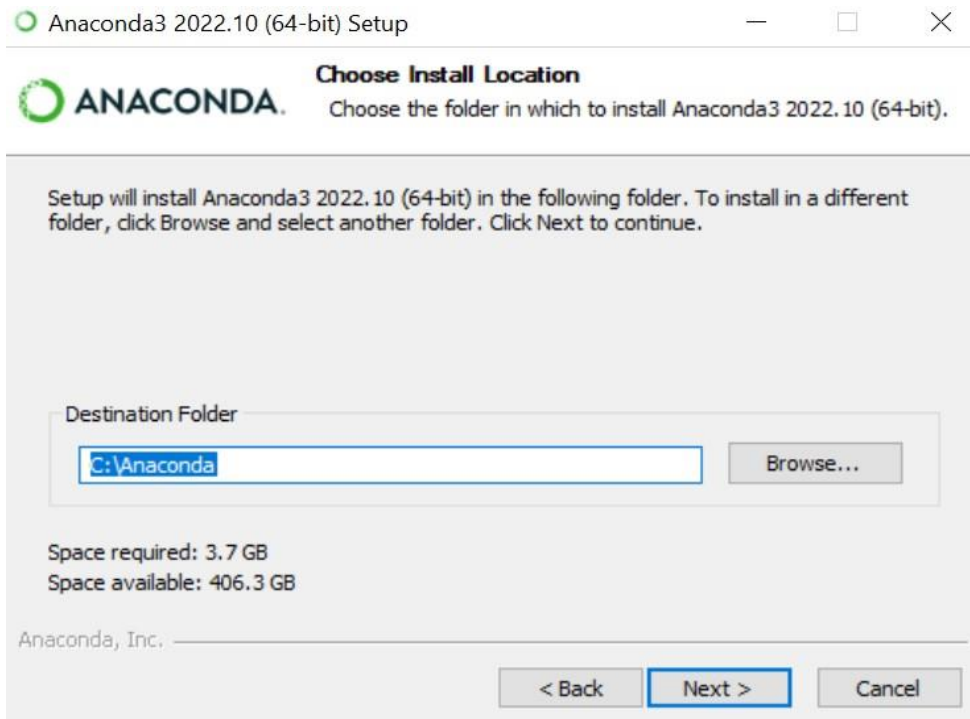 Anaconda3 2022.10 (64-bit) Setup
ANACONDA.
Choose Install Location
Choose the folder in which to install Anaconda3 2022.10 (64-bit).
Setup will install Anaconda3 2022.10 (64-bit) in the following folder. To install in a different
folder, click Browse and select another folder. Click Next to continue.
Destination Folder
C:\Anaconda
Browse...
Space required: 3.7 GB
Space available: 406.3 GB
Anaconda, Inc.
< Back
Next >
Cancel